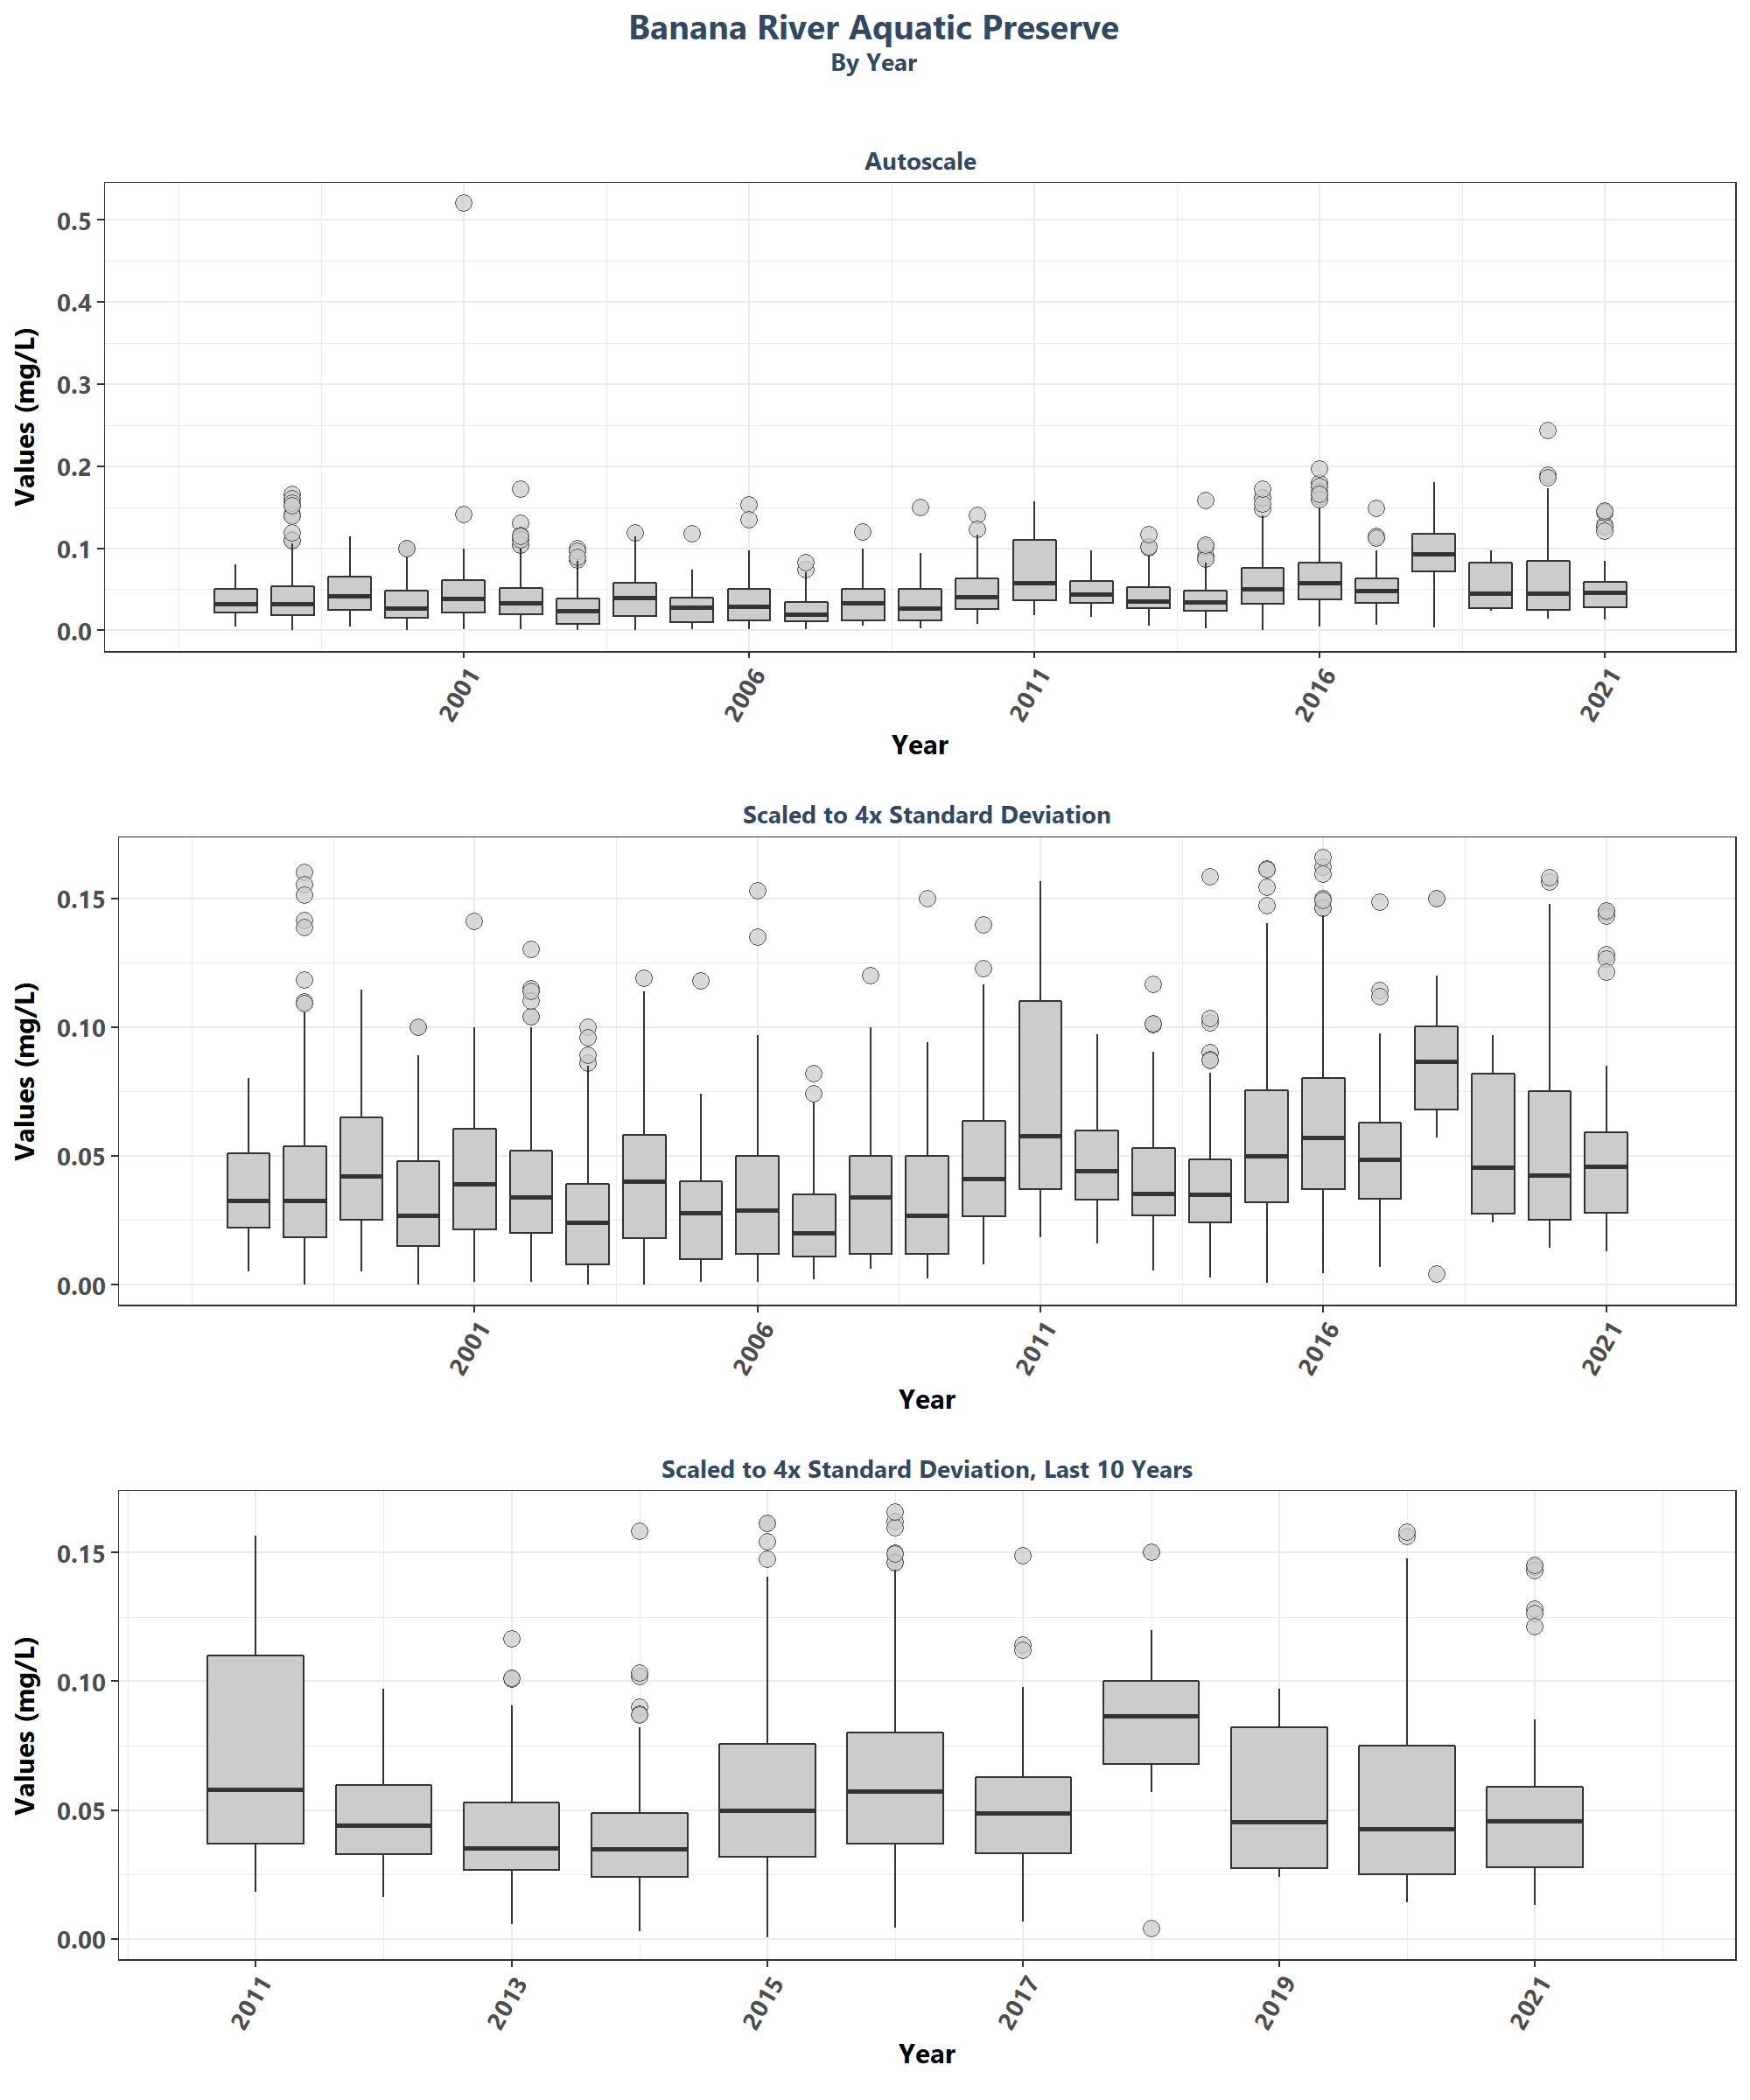 Banana River Aquatic Preserve
By Year
Autoscale
Values (mg/L)
0.5
0.4
0.3
0.2
0.1
0.0
2001
2006
2011
2016
2021
Year
Scaled to 4x Standard Deviation
Values (mg/L)
0.15
0.10
0.05
0.00
2001
2006
2011
2016
2021
Year
Scaled to 4x Standard Deviation, Last 10 Years
Values (mg/L)
0.15
0.10
0.05
0.00
2011
2013
2015
2017
2019
2021
Year